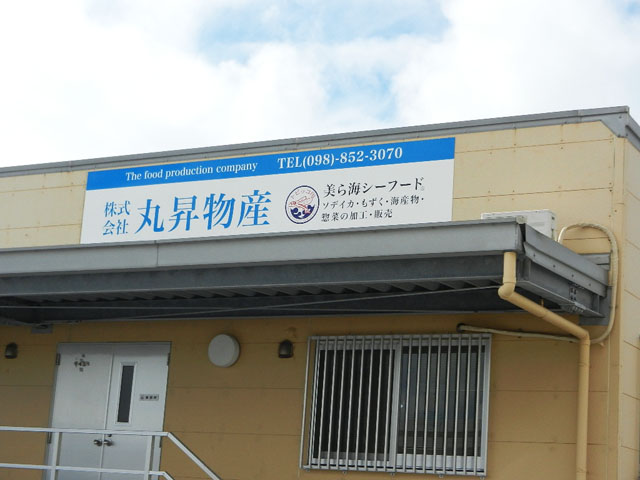 The food production company TEL(098)-852-3070
株式会社 丸昇物産
美ら海シーフード
ソデイカ・もずく・海産物・
惣菜の加工・販売